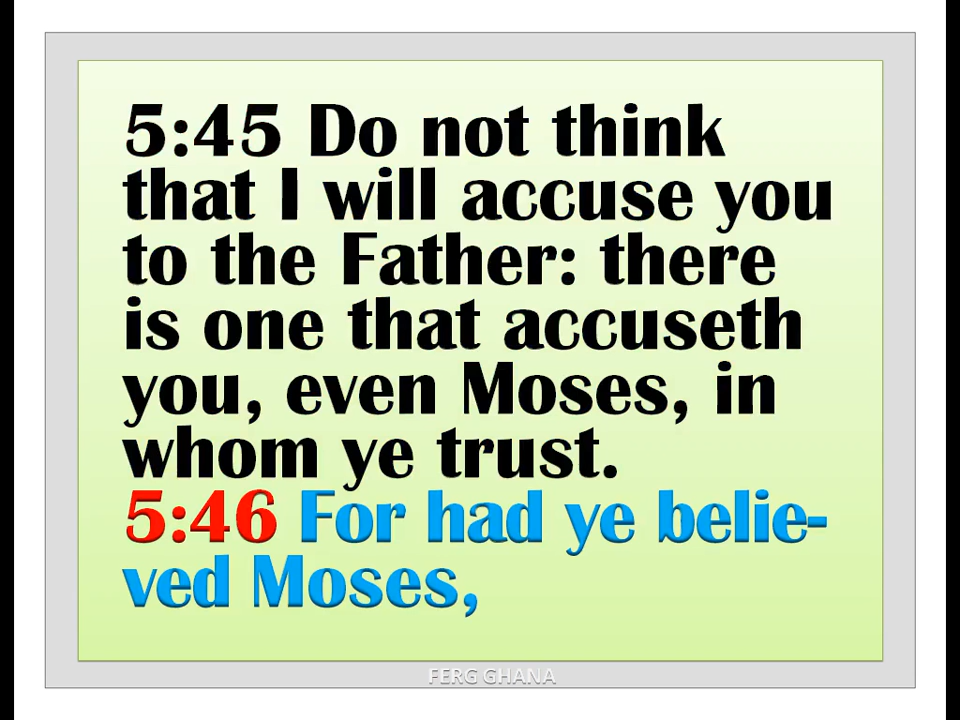 5:45 Do not think
that I will accuse you
to the Father: there
is one that accuseth
you, even Moses, in
whom ye trust.
5:46 For had ye belie-
ved Moses,
FERG GHANA